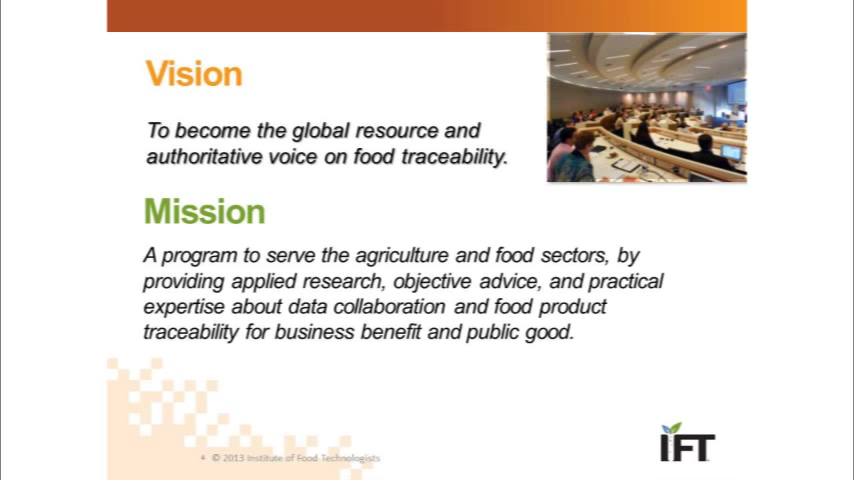 Vision
To become the global resource and
authoritative voice on food traceability.
Mission
A program to serve the agriculture and food sectors, by
providing applied research, objective advice, and practical
expertise about data collaboration and food product
traceability for business benefit and public good.
4 © 2013 Institute of Food Technologists
IFT